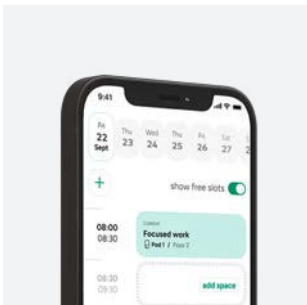 9:41
Fri Thu Wed Thu Fri Sat
22 23 24 25 26 27 2
Sept
+
show free slots
08:00
08:30
Focused work
Pod 1 / Floor 2
08:30
09:30
add space